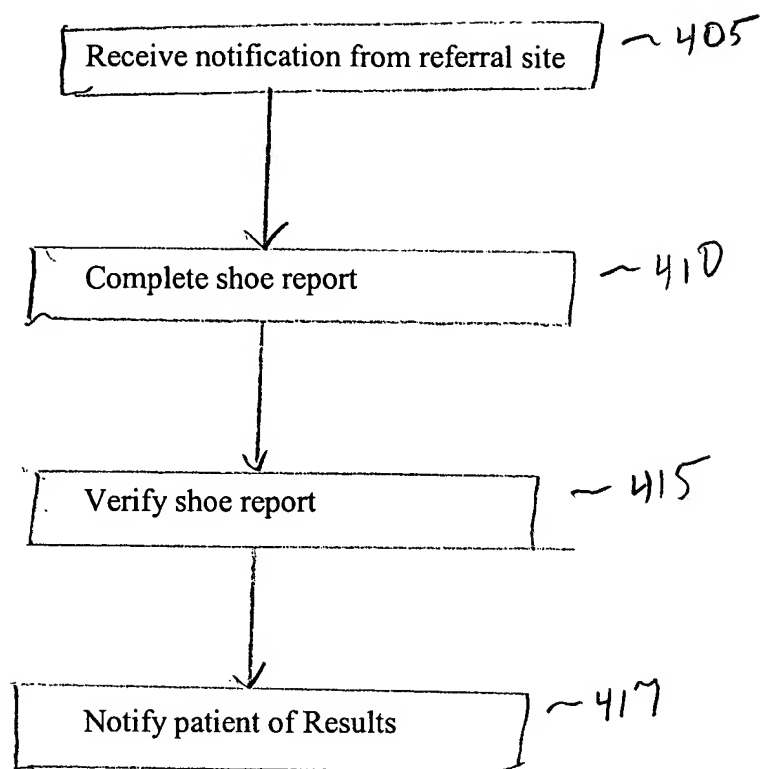 Receive notification from referral site ~ 405
Complete shoe report ~ 410
Verify shoe report ~ 415
Notify patient of Results ~ 417